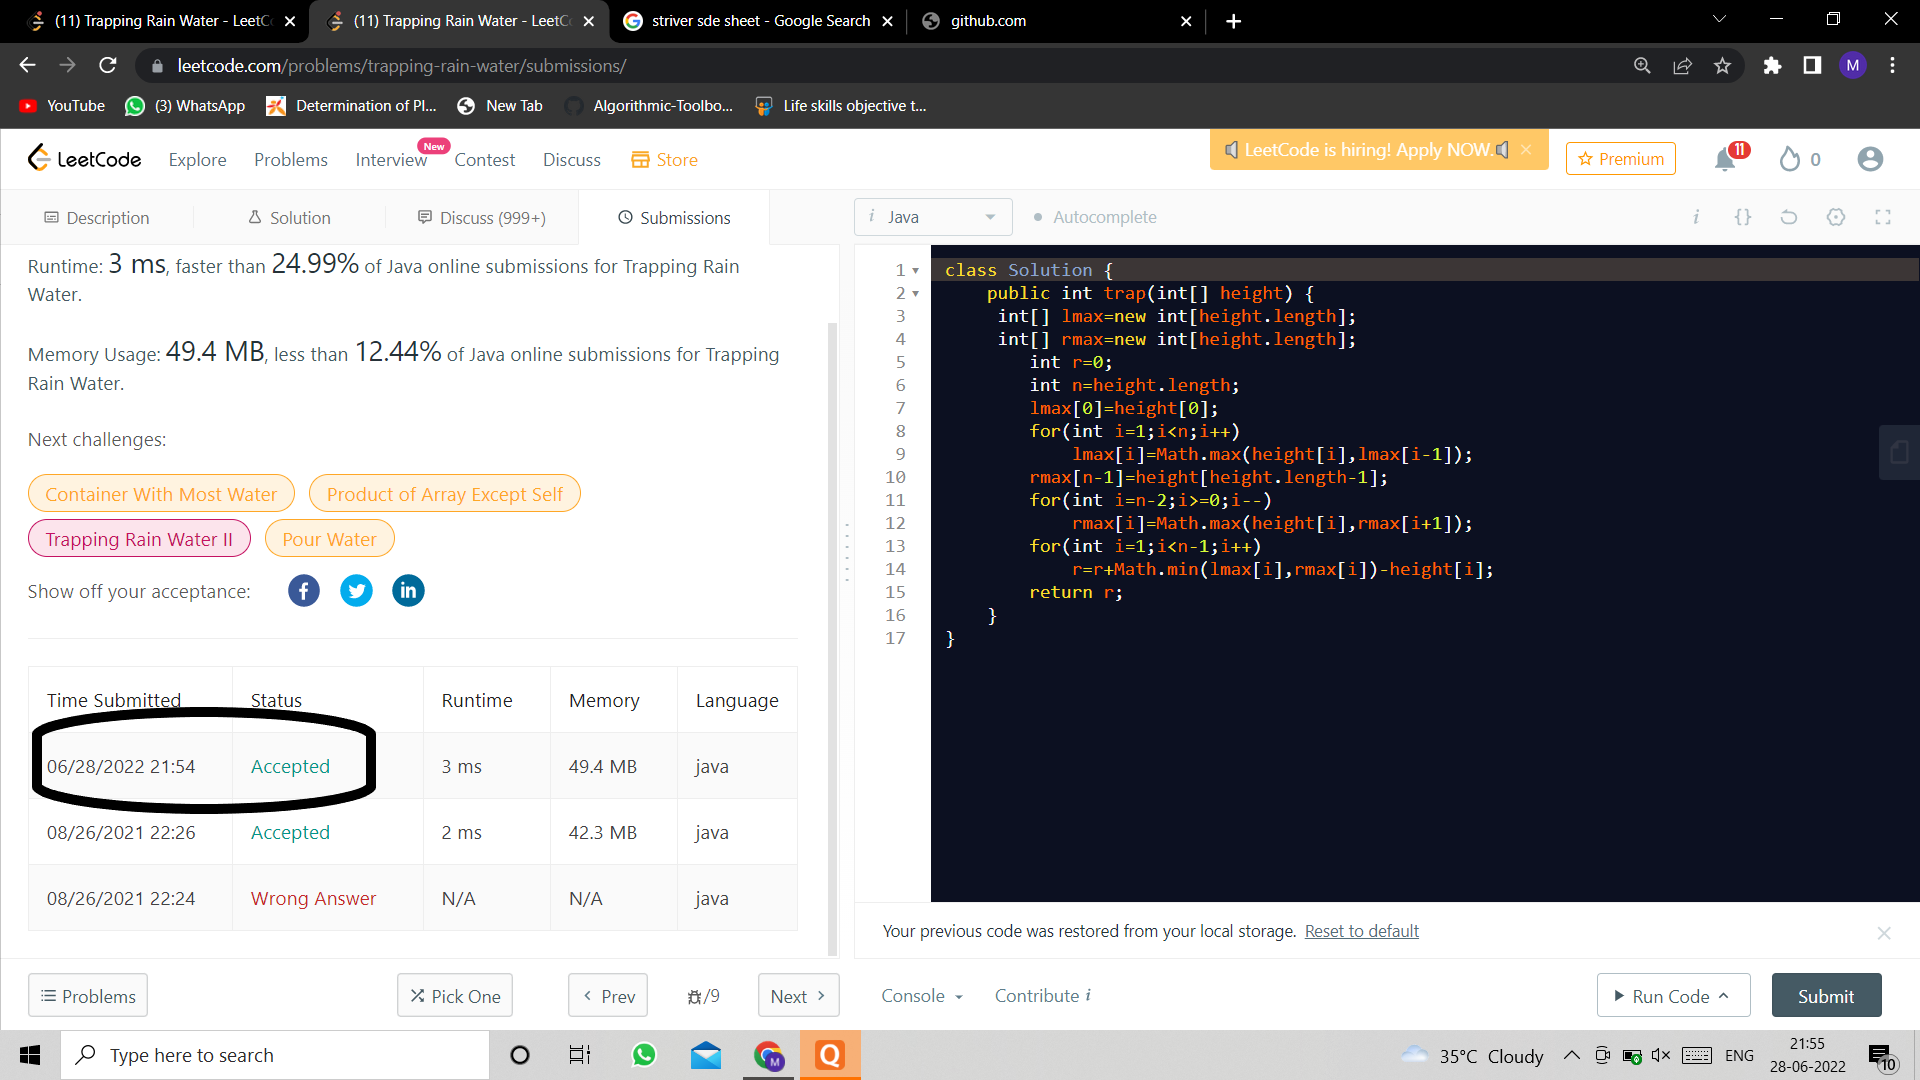 (11) Trapping Rain Water - LeetC
(11) Trapping Rain Water - LeetC
striver sde sheet - Google Search
github.com
leetcode.com/problems/trapping-rain-water/submissions/
M
YouTube
(3) WhatsApp
Determination of Pl...
New Tab
Algorithmic-Toolbo...
Life skills objective t...
LeetCode
Explore
Problems
Interview
New
Contest
Discuss
Store
LeetCode is hiring! Apply NOW.
Premium
11
0
Description
Solution
Discuss (999+)
Submissions
i Java
Autocomplete
Runtime: 3 ms, faster than 24.99% of Java online submissions for Trapping Rain
Water.
Memory Usage: 49.4 MB, less than 12.44% of Java online submissions for Trapping
Rain Water.
Next challenges:
Container With Most Water
Product of Array Except Self
Trapping Rain Water II
Pour Water
Show off your acceptance:
Time Submitted Status Runtime Memory Language
06/28/2022 21:54 Accepted 3 ms 49.4 MB java
08/26/2021 22:26 Accepted 2 ms 42.3 MB java
08/26/2021 22:24 Wrong Answer N/A N/A java
1 class Solution {
2 public int trap(int[] height) {
3 int[] lmax=new int[height.length];
4 int[] rmax=new int[height.length];
5 int r=0;
6 int n=height.length;
7 lmax[0]=height[0];
8 for(int i=1;i<n;i++)
9 lmax[i]=Math.max(height[i],lmax[i-1]);
10 rmax[n-1]=height[height.length-1];
11 for(int i=n-2;i>=0;i--)
12 rmax[i]=Math.max(height[i],rmax[i+1]);
13 for(int i=1;i<n-1;i++)
14 r=r+Math.min(lmax[i],rmax[i])-height[i];
15 return r;
16 }
17 }
Your previous code was restored from your local storage. Reset to default
Problems
Pick One
Prev
/9
Next
Console
Contribute i
Run Code
Submit
Type here to search
M
Q
35°C Cloudy
ENG
21:55
28-06-2022
10